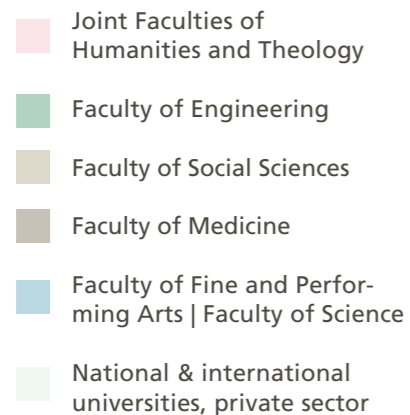 Joint Faculties of
Humanities and Theology
Faculty of Engineering
Faculty of Social Sciences
Faculty of Medicine
Faculty of Fine and Perfor-
ming Arts | Faculty of Science
National & international
universities, private sector